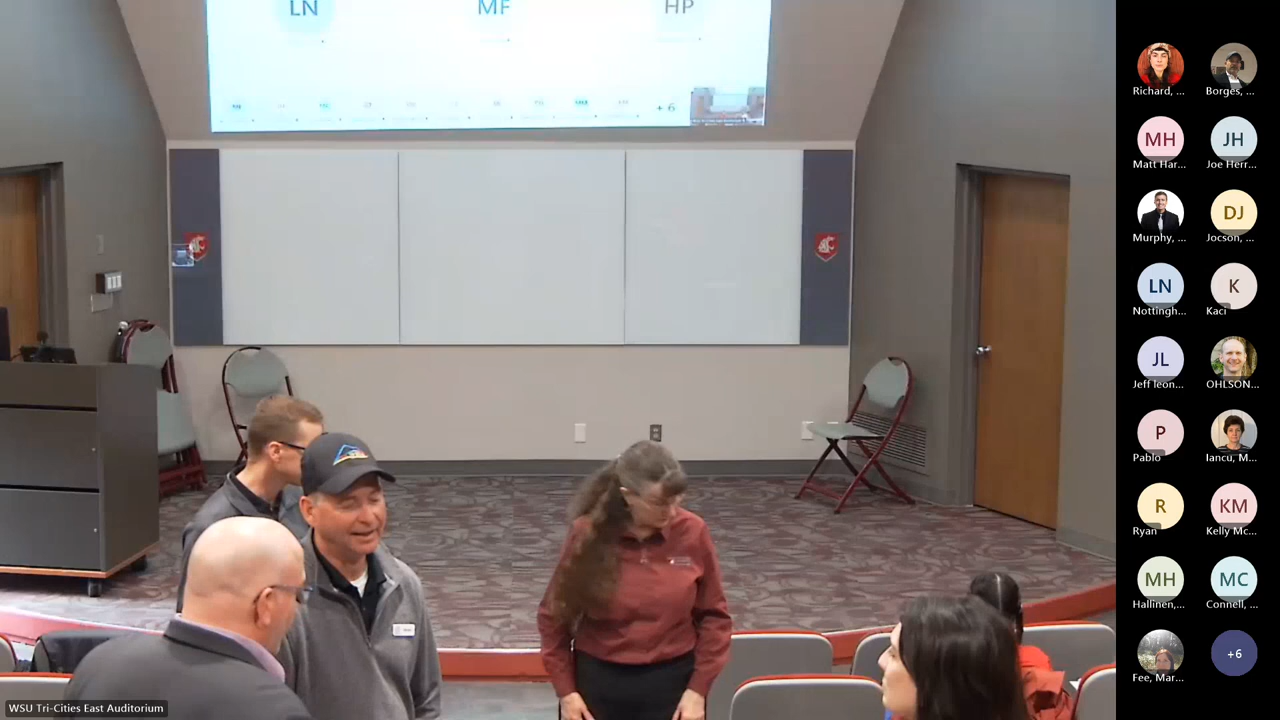 LN MF HP
+ 6
Richard, ... Borges, ...
MH JH
Matt Har... Joe Herr...
DJ
Murphy, ... Jocson, ...
LN K
Nottingh... Kaci
JL
Jeff leon... OHLSON...
P
Pablo Iancu, M...
R KM
Ryan Kelly Mc...
MH MC
Hallinen,... Connell, ...
+6
Fee, Mar...
WSU Tri-Cities East Auditorium